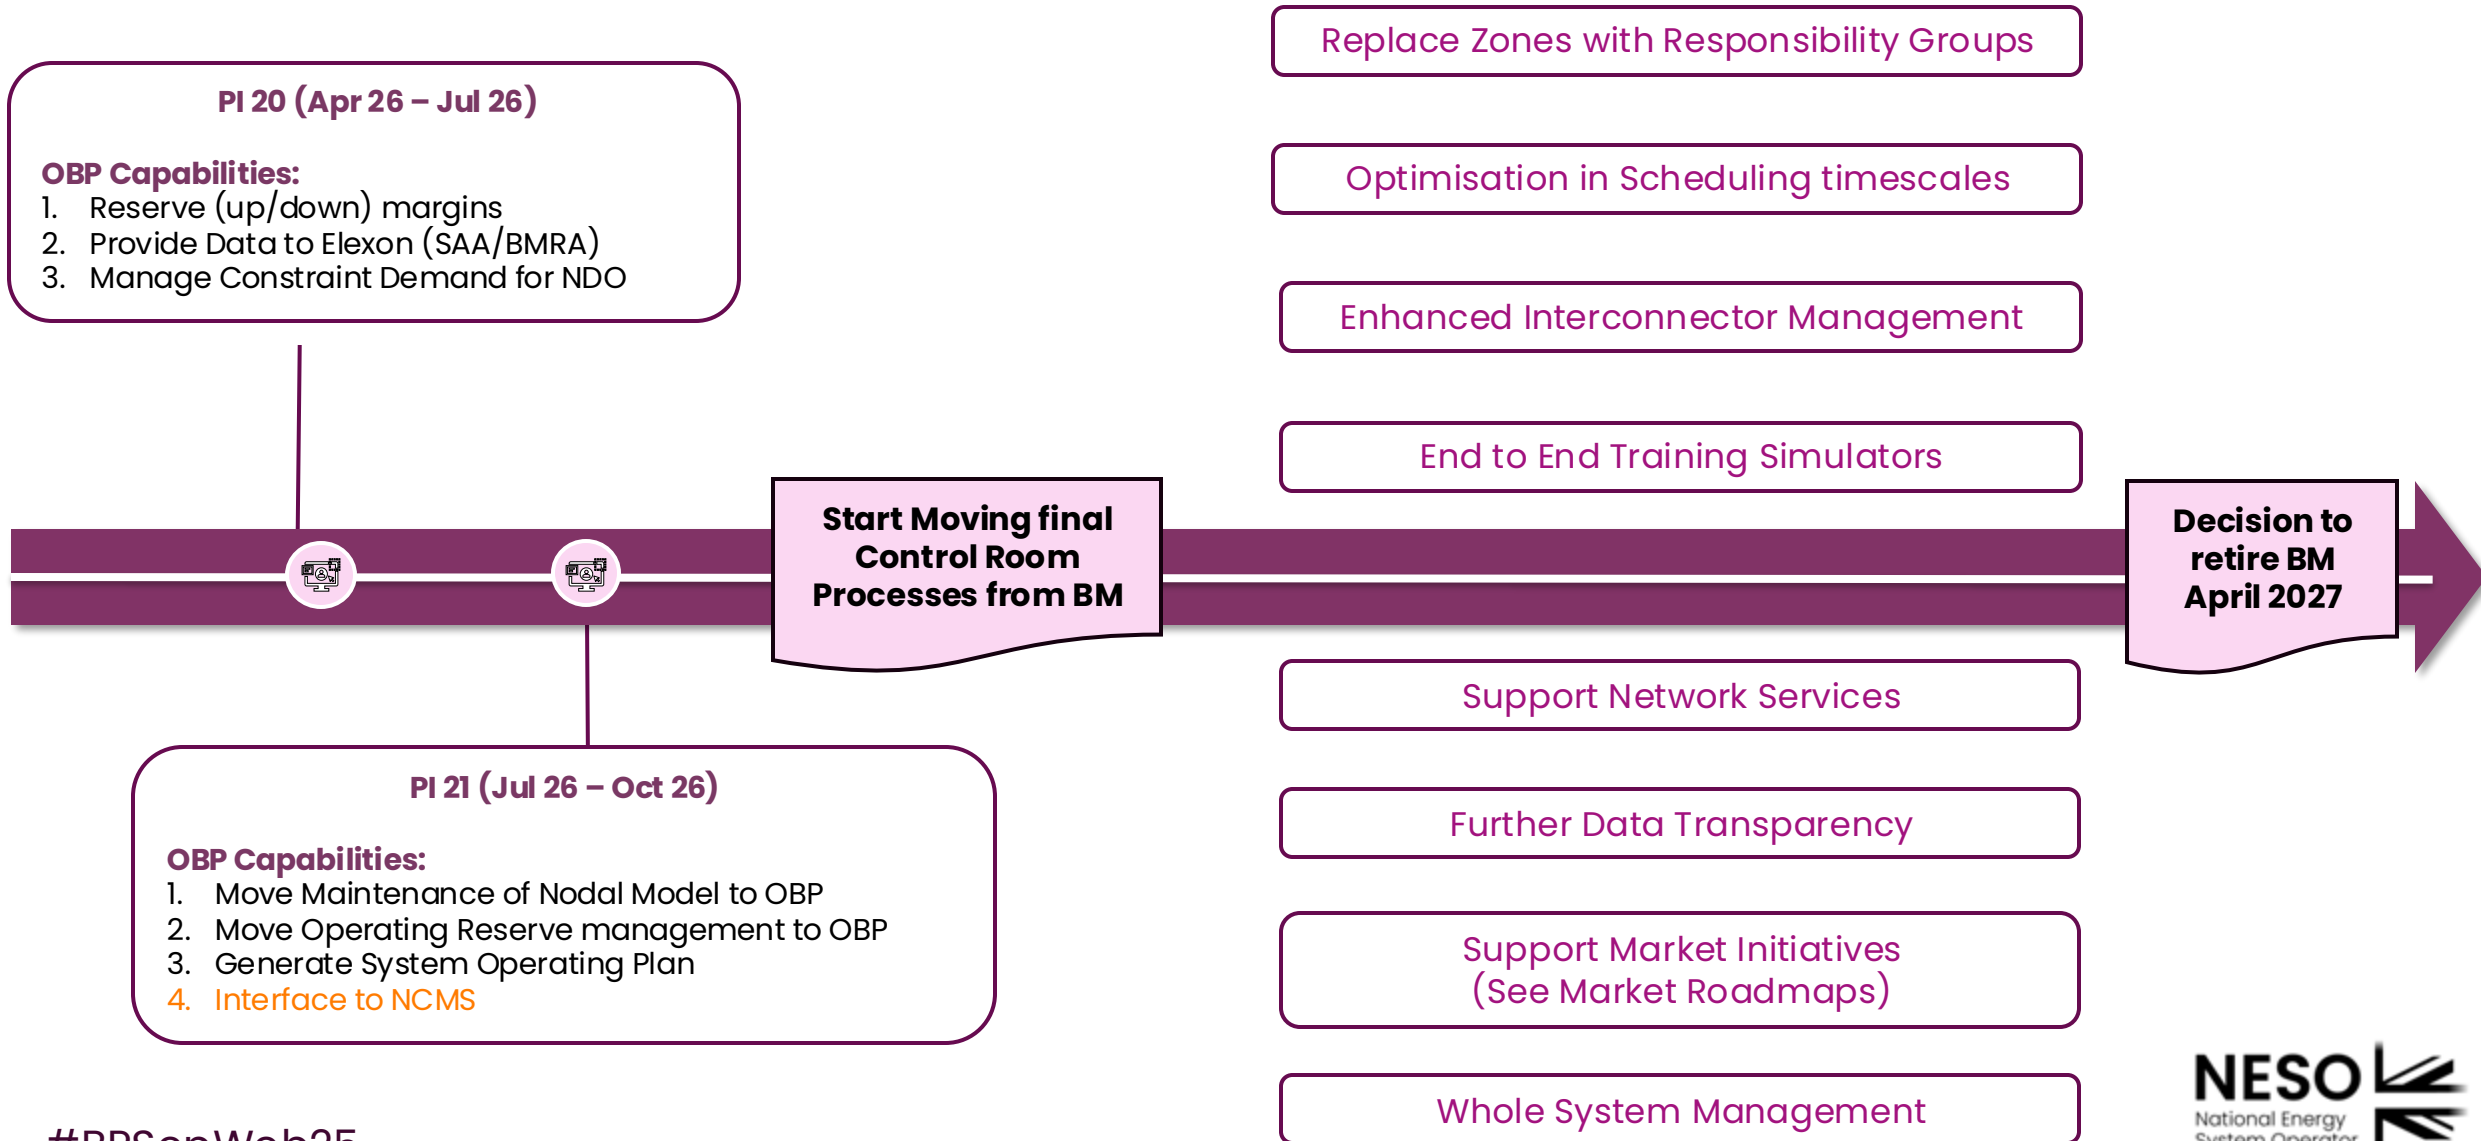 Replace Zones with Responsibility Groups
PI 20 (Apr 26 – Jul 26)
OBP Capabilities:
1. Reserve (up/down) margins
2. Provide Data to Elexon (SAA/BMRA)
3. Manage Constraint Demand for NDO
Optimisation in Scheduling timescales
Enhanced Interconnector Management
End to End Training Simulators
Start Moving final
Control Room
Processes from BM
Decision to
retire BM
April 2027
PI 21 (Jul 26 – Oct 26)
OBP Capabilities:
1. Move Maintenance of Nodal Model to OBP
2. Move Operating Reserve management to OBP
3. Generate System Operating Plan
4. Interface to NCMS
Support Network Services
Further Data Transparency
Support Market Initiatives
(See Market Roadmaps)
Whole System Management
#BPSepWeb25
NESO
National Energy
System Operator